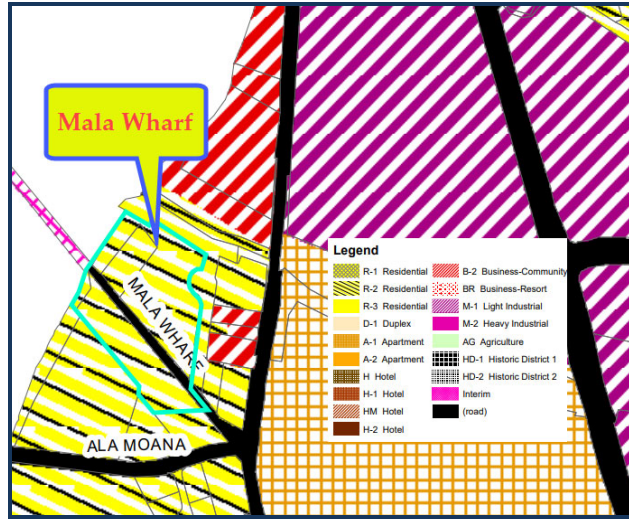 Mala Wharf
MALA WHARF
ALA MOANA
Legend
R-1 Residential
R-2 Residential
R-3 Residential
D-1 Duplex
A-1 Apartment
A-2 Apartment
H Hotel
H-1 Hotel
HM Hotel
H-2 Hotel
B-2 Business-Community
BR Business-Resort
M-1 Light Industrial
M-2 Heavy Industrial
AG Agriculture
HD-1 Historic District 1
HD-2 Historic District 2
Interim
(road)